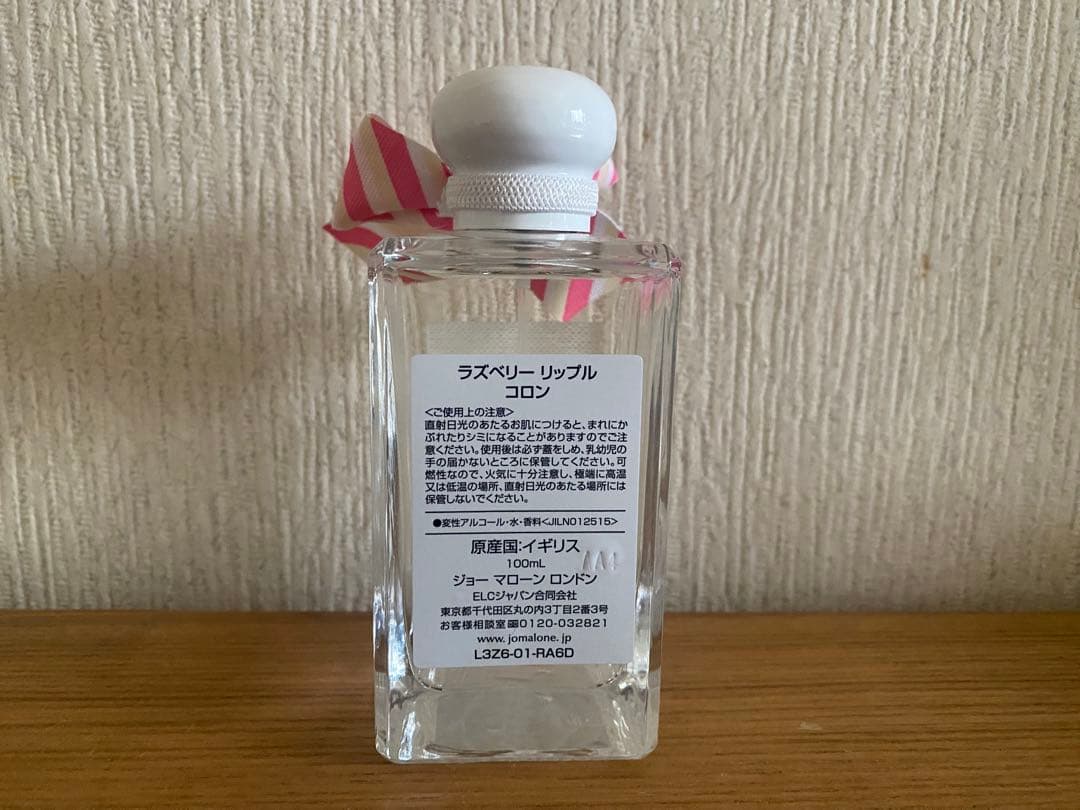 ラズベリー リップル
コロン
<ご使用上の注意>
直射日光のあたるお肌につけると、まれにか
ぶれたりシミになることがありますのでご注
意ください。使用後は必ず蓋をしめ、乳幼児の
手の届かないところに保管してください。可
燃性なので、火気に十分注意し、極端に高温
又は低温の場所、直射日光のあたる場所には
保管しないでください。
●変性アルコール・水・香料<JILN012515>
原産国:イギリス
100mL
ジョー マローン ロンドン
ELCジャパン合同会社
東京都千代田区丸の内3丁目2番3号
お客様相談室 0120-032821
www. jomalone. jp
L3Z6-01-RA6D